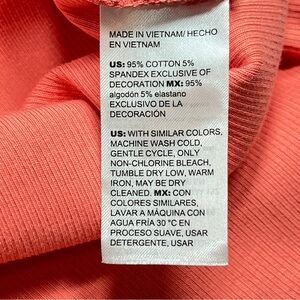 MADE IN VIETNAM/ HECHO
EN VIETNAM
US: 95% COTTON 5%
SPANDEX EXCLUSIVE OF
DECORATION MX: 95%
algodón 5% elastano
EXCLUSIVO DE LA
DECORACIÓN
US: WITH SIMILAR COLORS,
MACHINE WASH COLD,
GENTLE CYCLE, ONLY
NON-CHLORINE BLEACH,
TUMBLE DRY LOW, WARM
IRON, MAY BE DRY
CLEANED. MX: CON
COLORES SIMILARES,
LAVAR A MÁQUINA CON
AGUA FRÍA 30 °C EN
PROCESO SUAVE, USAR
DETERGENTE, USAR